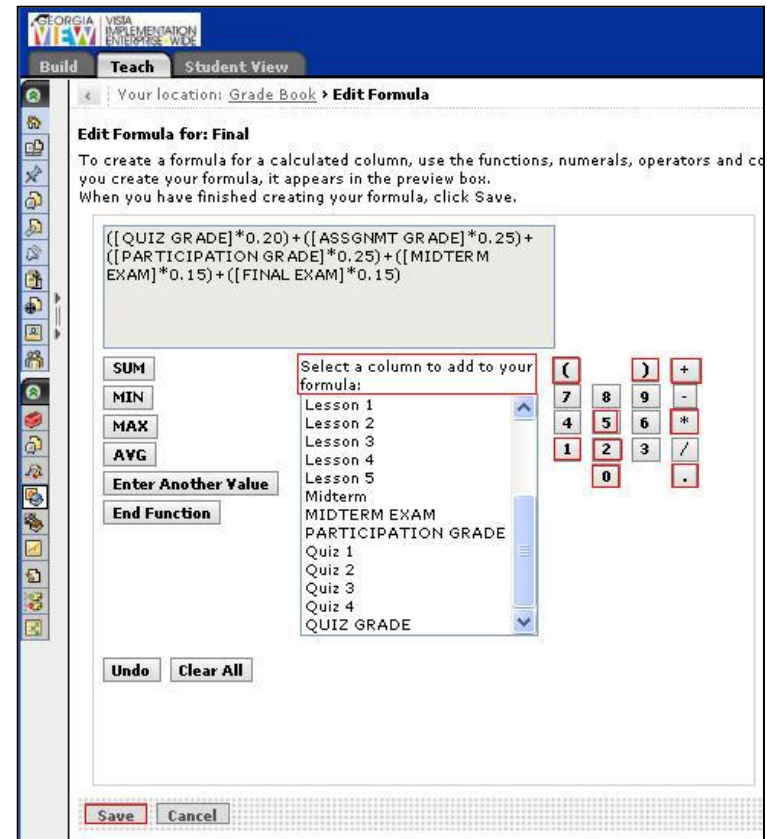 GEORGIA VIEW VISTA
IMPLEMENTATION
ENTERPRISE-WIDE
Build Teach Student View
Your location: Grade Book › Edit Formula
Edit Formula for: Final
To create a formula for a calculated column, use the functions, numerals, operators and co
you create your formula, it appears in the preview box.
When you have finished creating your formula, click Save.
([QUIZ GRADE]*0.20)+([ASSGNMT GRADE]*0.25)+
([PARTICIPATION GRADE]*0.25)+([MIDTERM
EXAM]*0.15)+([FINAL EXAM]*0.15)
SUM
MIN
MAX
AVG
Enter Another Value
End Function
Select a column to add to your
formula:
Lesson 1
Lesson 2
Lesson 3
Lesson 4
Lesson 5
Midterm
MIDTERM EXAM
PARTICIPATION GRADE
Quiz 1
Quiz 2
Quiz 3
Quiz 4
QUIZ GRADE
( ) +
7 8 9 -
4 5 6 *
1 2 3 /
0 .
Undo Clear All
Save Cancel